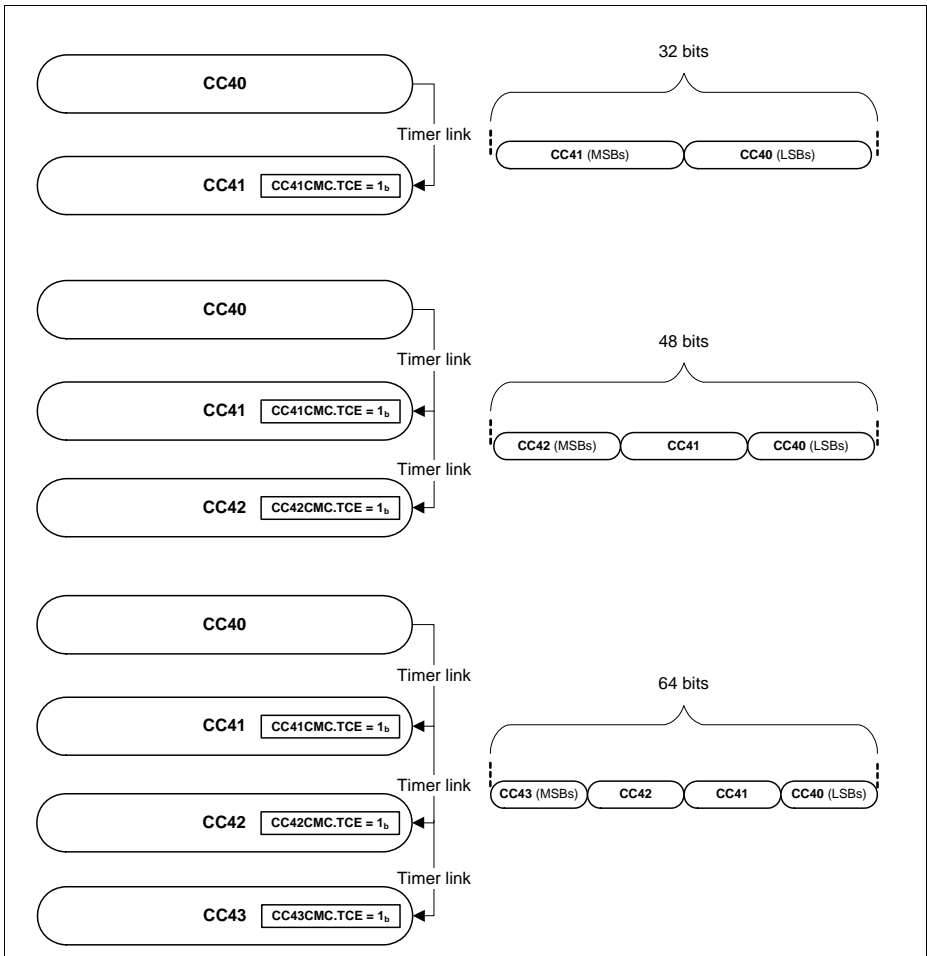 CC40
Timer link
CC41 CC41CMC.TCE = 1b
32 bits
CC41 (MSBs) CC40 (LSBs)
CC40
Timer link
CC41 CC41CMC.TCE = 1b
Timer link
CC42 CC42CMC.TCE = 1b
48 bits
CC42 (MSBs) CC41 CC40 (LSBs)
CC40
Timer link
CC41 CC41CMC.TCE = 1b
Timer link
CC42 CC42CMC.TCE = 1b
Timer link
CC43 CC43CMC.TCE = 1b
64 bits
CC43 (MSBs) CC42 CC41 CC40 (LSBs)